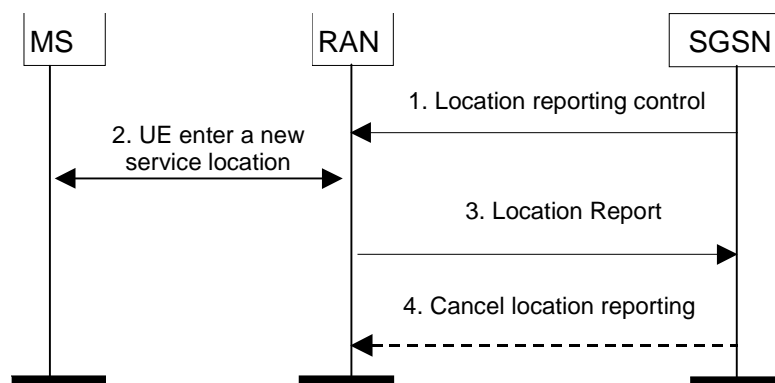 MS
RAN
SGSN
1. Location reporting control
2. UE enter a new
service location
3. Location Report
4. Cancel location reporting